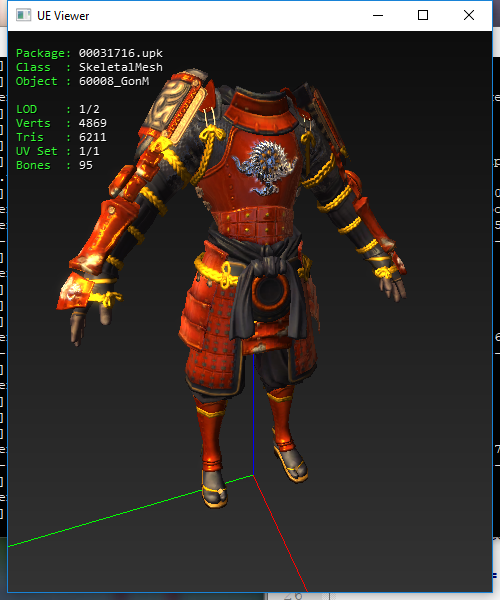 UE Viewer
Package: 00031716.upk
Class : SkeletalMesh
Object : 60008_GonM
LOD : 1/2
Verts : 4869
Tris : 6211
UV Set : 1/1
Bones : 95